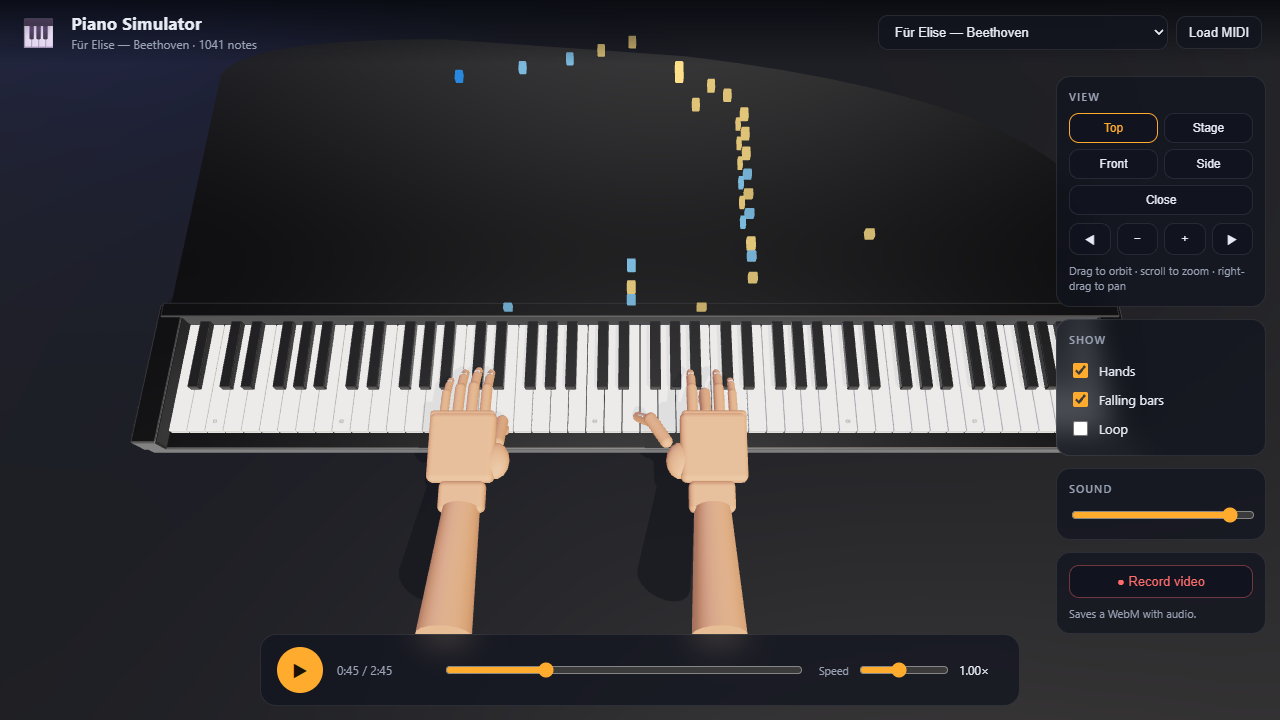 Piano Simulator
Für Elise — Beethoven · 1041 notes
Für Elise — Beethoven
Load MIDI
VIEW
Top
Stage
Front
Side
Close
◀ − + ▶
Drag to orbit · scroll to zoom · right-
drag to pan
SHOW
Hands
Falling bars
Loop
SOUND
● Record video
Saves a WebM with audio.
0:45 / 2:45
Speed
1.00×